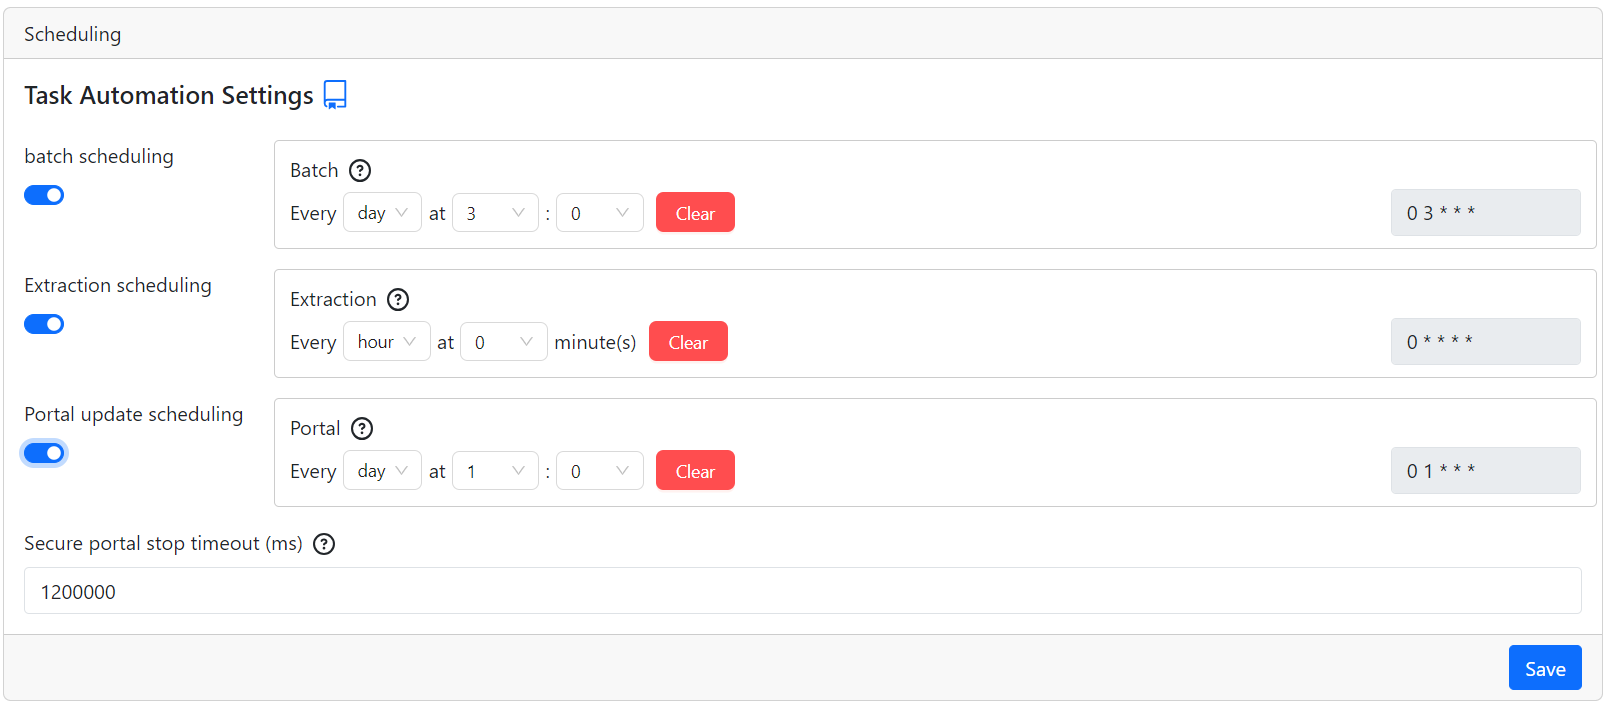 Scheduling
Task Automation Settings
batch scheduling
Batch ?
Every day at 3 : 0 Clear 0 3 * * *
Extraction scheduling
Extraction ?
Every hour at 0 minute(s) Clear 0 * * * *
Portal update scheduling
Portal ?
Every day at 1 : 0 Clear 0 1 * * *
Secure portal stop timeout (ms) ?
1200000
Save